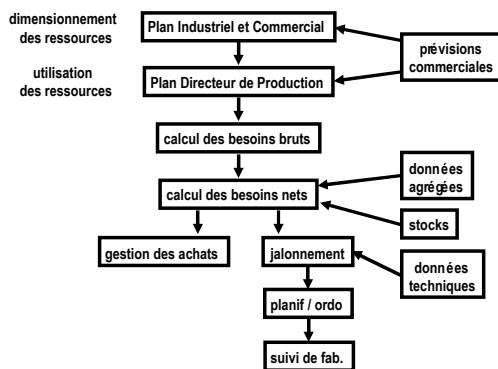 dimensionnement
des ressources
Plan Industriel et Commercial
prévisions
commerciales
utilisation
des ressources
Plan Directeur de Production
calcul des besoins bruts
données
agrégées
calcul des besoins nets
stocks
gestion des achats
jalonnement
données
techniques
planif / ordo
suivi de fab.